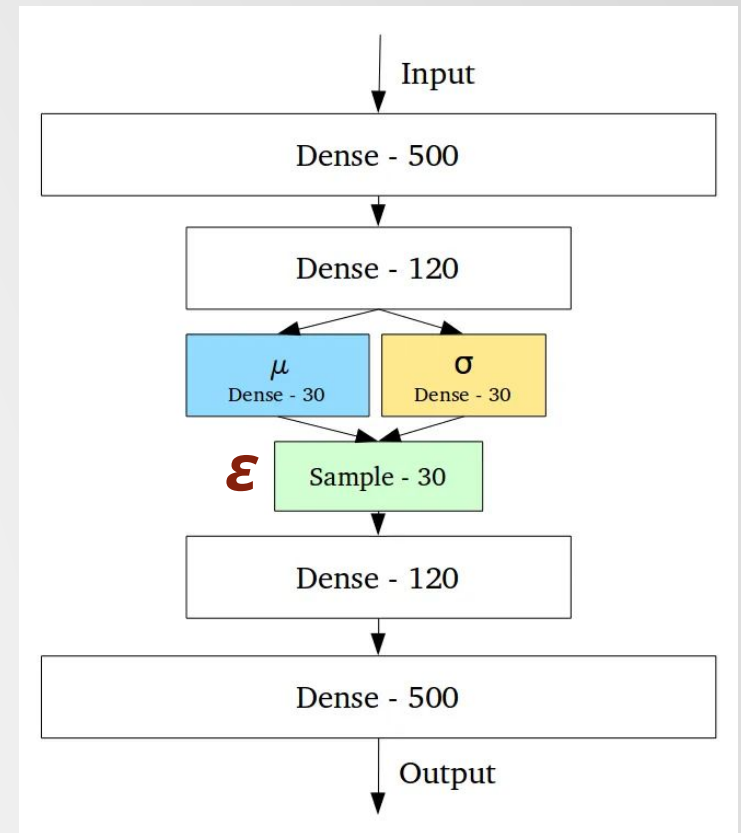 Input
Dense - 500
Dense - 120
μ
Dense - 30
σ
Dense - 30
ε
Sample - 30
Dense - 120
Dense - 500
Output